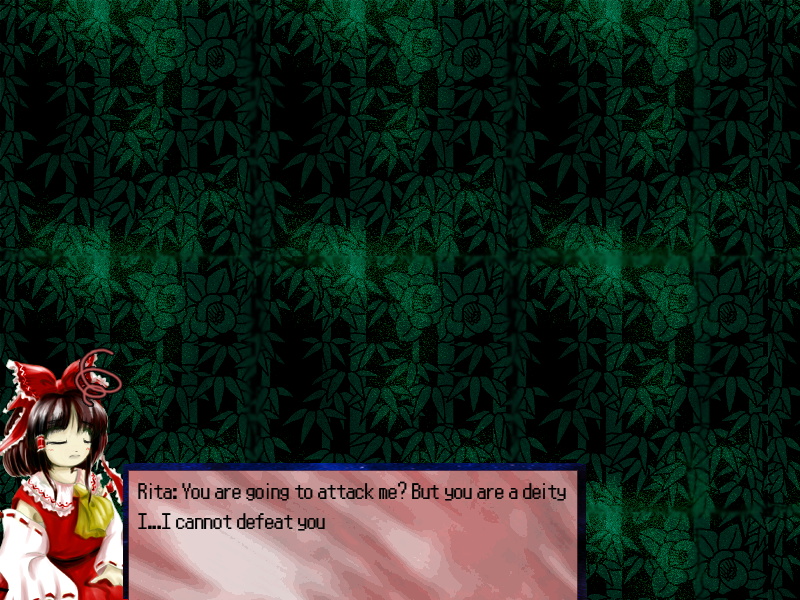 Rita: You are going to attack me? But you are a deity
I...I cannot defeat you